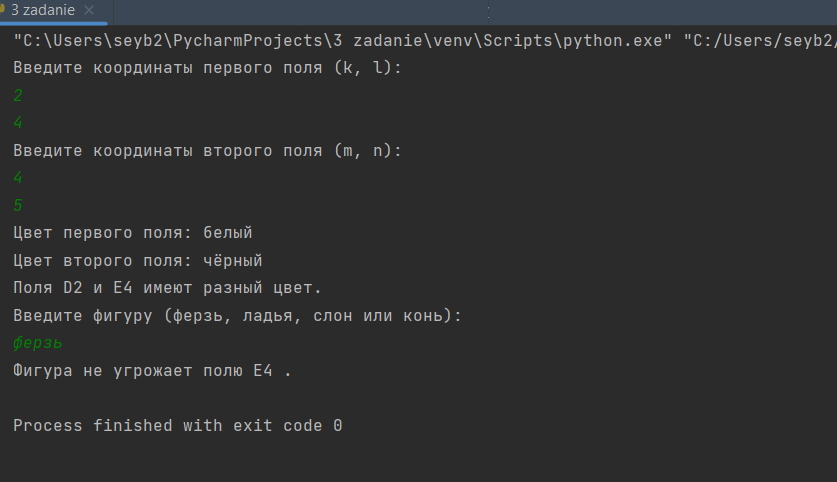 3 zadanie
"C:\Users\seyb2\PycharmProjects\3 zadanie\venv\Scripts\python.exe" "C:/Users/seyb2/
Введите координаты первого поля (k, l):
2
4
Введите координаты второго поля (m, n):
4
5
Цвет первого поля: белый
Цвет второго поля: чёрный
Поля D2 и E4 имеют разный цвет.
Введите фигуру (ферзь, ладья, слон или конь):
ферзь
Фигура не угрожает полю E4 .
Process finished with exit code 0